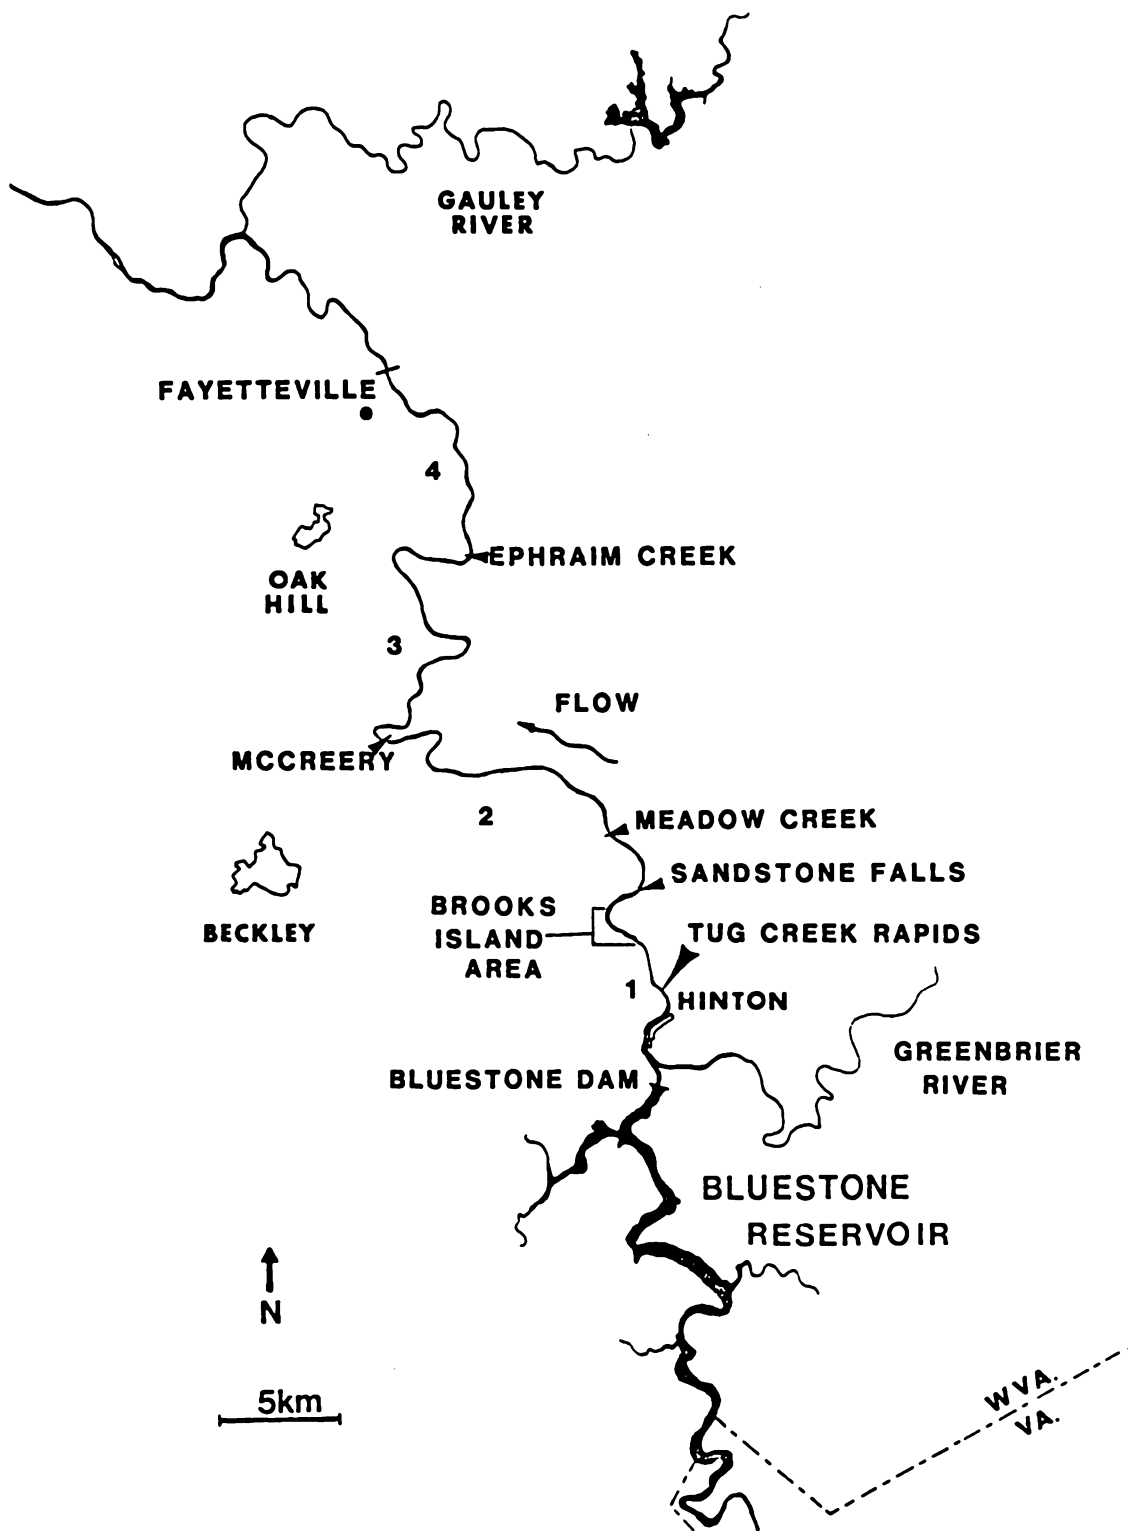 GAULEY
RIVER
FAYETTEVILLE
4
EPHRAIM CREEK
OAK
HILL
3
FLOW
MCCREERY
2
MEADOW CREEK
SANDSTONE FALLS
BROOKS
ISLAND
AREA
TUG CREEK RAPIDS
1
HINTON
GREENBRIER
RIVER
BECKLEY
BLUESTONE DAM
BLUESTONE
RESERVOIR
N
5km
W VA.
VA.